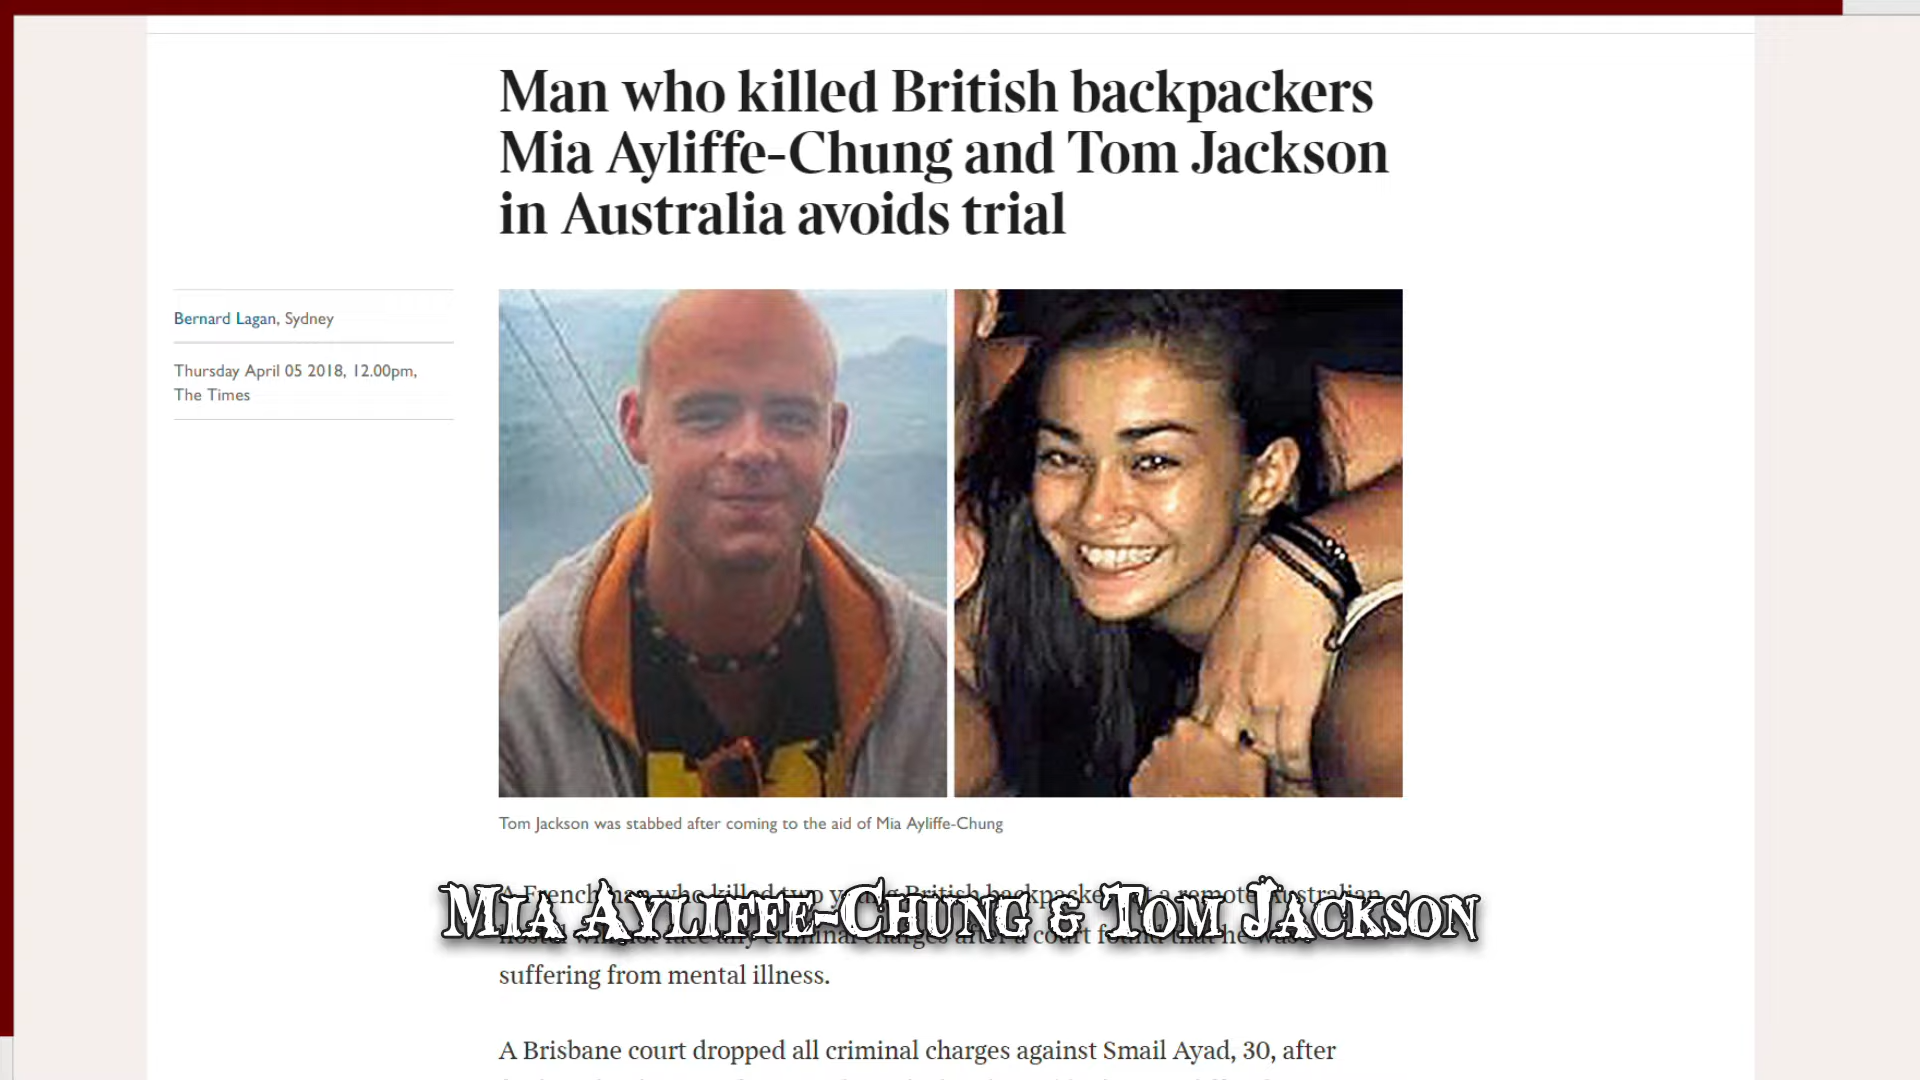 Man who killed British backpackers
Mia Ayliffe-Chung and Tom Jackson
in Australia avoids trial
Bernard Lagan, Sydney
Thursday April 05 2018, 12.00pm,
The Times
Tom Jackson was stabbed after coming to the aid of Mia Ayliffe-Chung
A Frenchman who killed two young British backpackers at a remote Australian
Mia Ayliffe-Chung & Tom Jackson
hostel will not face any criminal charges after a court found that he was
suffering from mental illness.
A Brisbane court dropped all criminal charges against Smail Ayad, 30, after